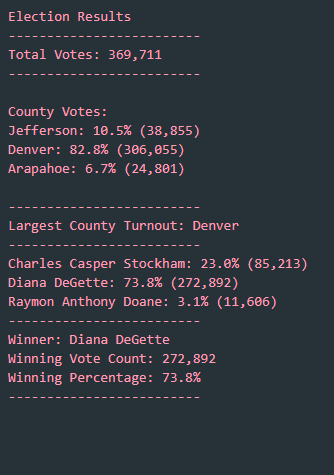 Election Results
-------------------------
Total Votes: 369,711
-------------------------
County Votes:
Jefferson: 10.5% (38,855)
Denver: 82.8% (306,055)
Arapahoe: 6.7% (24,801)
-------------------------
Largest County Turnout: Denver
-------------------------
Charles Casper Stockham: 23.0% (85,213)
Diana DeGette: 73.8% (272,892)
Raymon Anthony Doane: 3.1% (11,606)
-------------------------
Winner: Diana DeGette
Winning Vote Count: 272,892
Winning Percentage: 73.8%
-------------------------